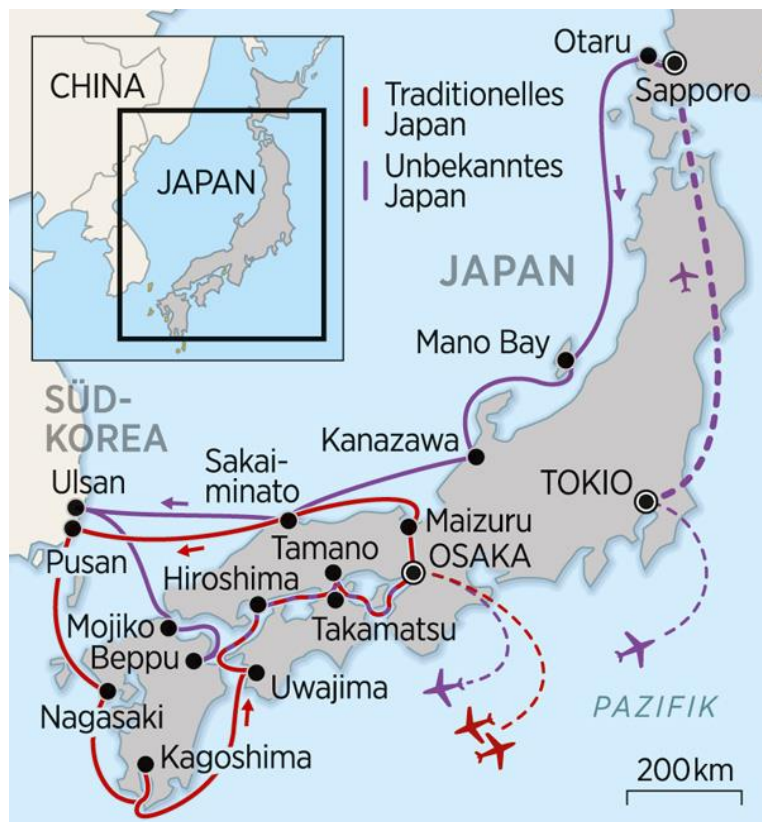 CHINA
JAPAN
Traditionelles
Japan
Unbekanntes
Japan
Otaru
Sapporo
JAPAN
Mano Bay
SÜD-
KOREA
Kanazawa
Sakai-
minato
Ulsan
TOKIO
Maizuru
Pusan
Tamano
OSAKA
Hiroshima
Mojiko
Takamatsu
Beppu
Uwajima
Nagasaki
PAZIFIK
Kagoshima
200 km